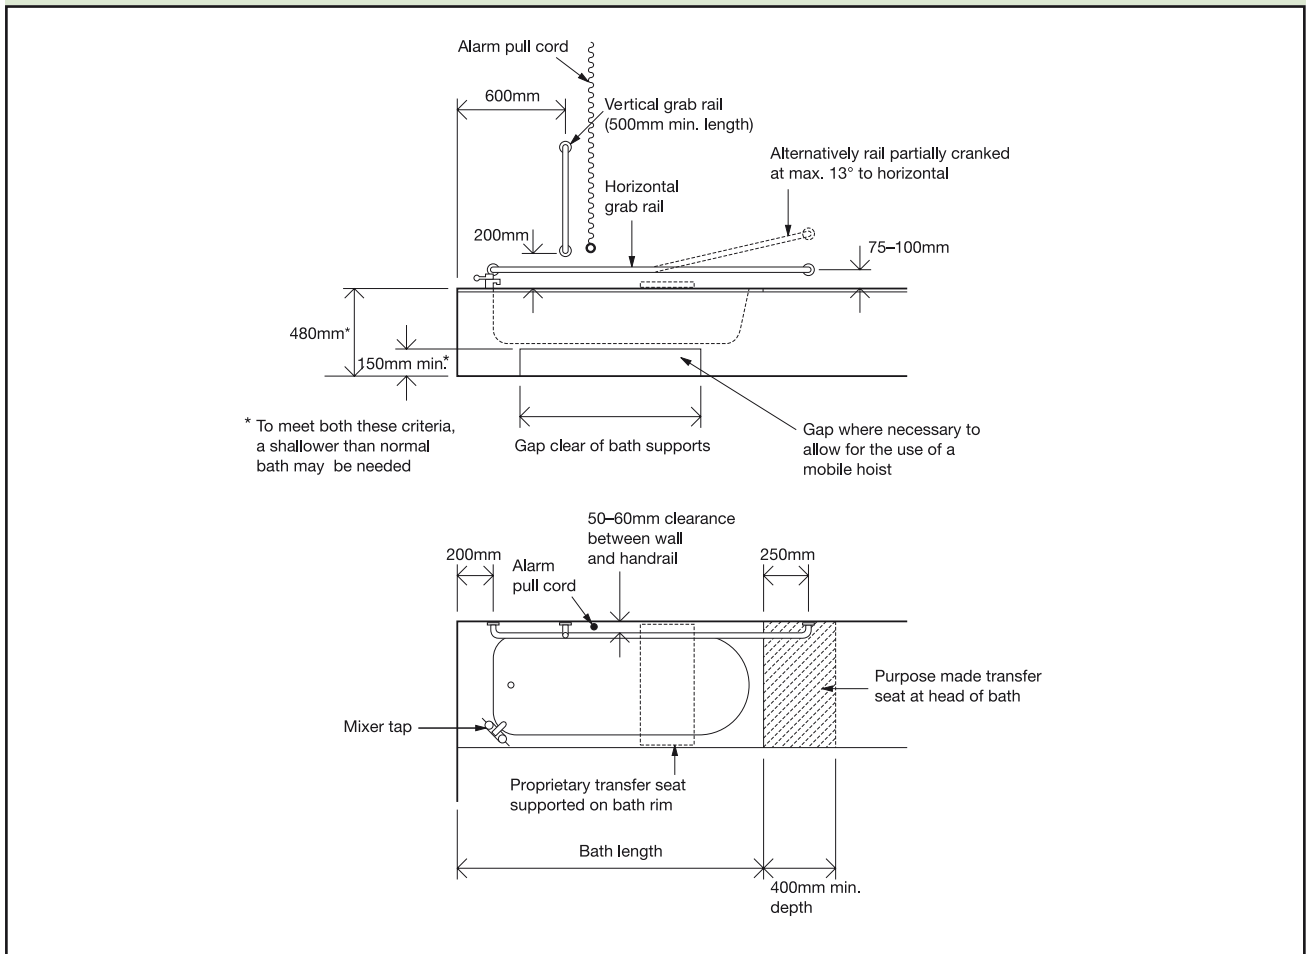 Alarm pull cord
600mm
Vertical grab rail
(500mm min. length)
Alternatively rail partially cranked
at max. 13° to horizontal
Horizontal
grab rail
200mm
75–100mm
480mm*
150mm min.*
* To meet both these criteria,
a shallower than normal
bath may  be needed
Gap clear of bath supports
Gap where necessary to
allow for the use of a
mobile hoist
50–60mm clearance
between wall
and handrail
200mm
250mm
Alarm
pull cord
Purpose made transfer
seat at head of bath
Mixer tap
Proprietary transfer seat
supported on bath rim
Bath length
400mm min.
depth